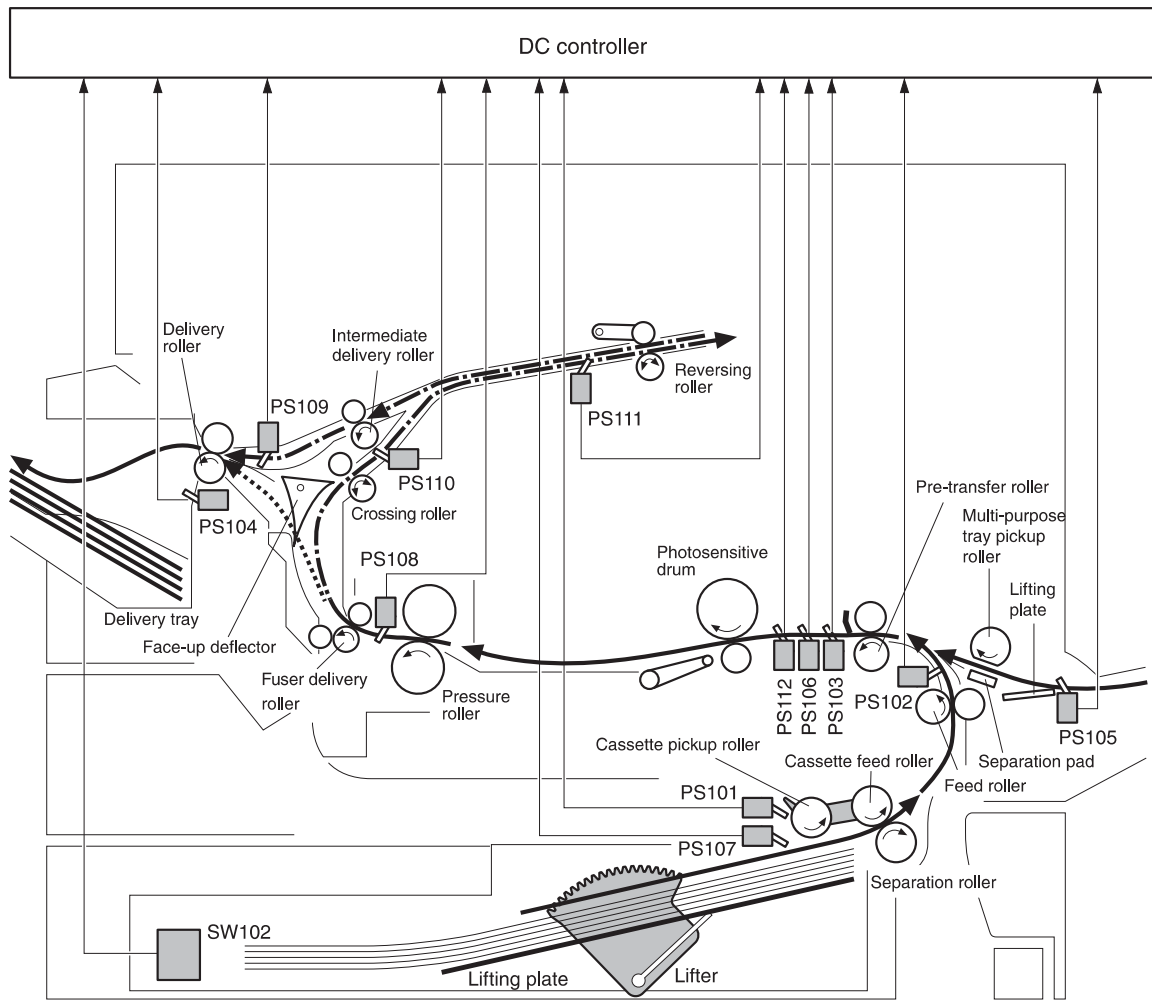 DC controller
Delivery
roller
Intermediate
delivery roller
Reversing
roller
PS109
PS111
PS110
PS104
Crossing roller
Pre-transfer roller
Multi-purpose
tray pickup
roller
PS108
Photosensitive
drum
Lifting
plate
Delivery tray
Face-up deflector
Fuser delivery
roller
Pressure
roller
PS112
PS106
PS103
PS102
PS105
Cassette pickup roller
Cassette feed roller
Separation pad
Feed roller
PS101
PS107
Separation roller
SW102
Lifting plate
Lifter